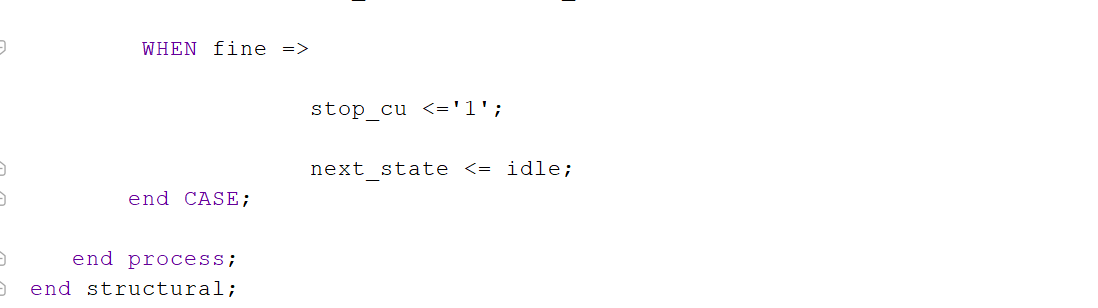 WHEN fine =>
stop_cu <='1';
next_state <= idle;
end CASE;
end process;
end structural;